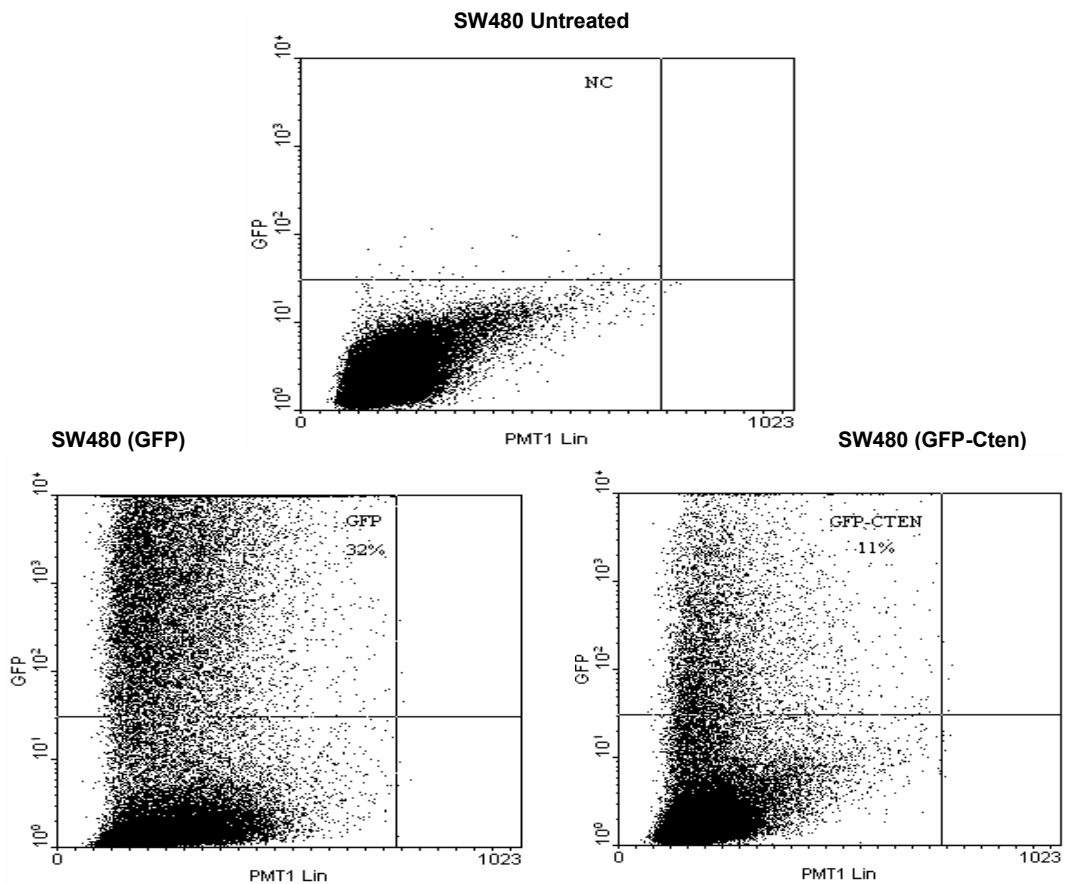 SW480 Untreated
10⁴
NC
10³
10²
GFP
10¹
10⁰
0
1023
PMT1 Lin
SW480 (GFP)
SW480 (GFP-Cten)
10⁴
GFP
32%
10³
10²
GFP
10¹
10⁰
0
1023
PMT1 Lin
10⁴
GFP-CTEN
11%
10³
10²
GFP
10¹
10⁰
0
1023
PMT1 Lin